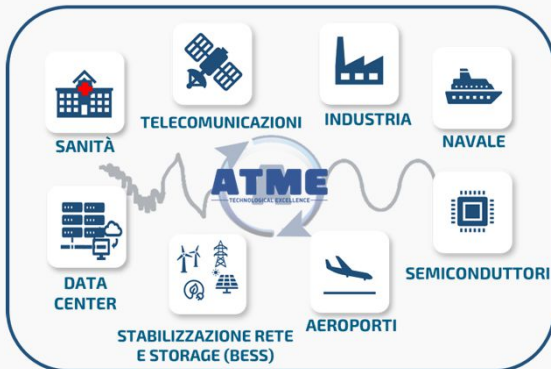 SANITÀ
TELECOMUNICAZIONI
INDUSTRIA
NAVALE
ATME
TECHNOLOGICAL EXCELLENCE
DATA
CENTER
STABILIZZAZIONE RETE
E STORAGE (BESS)
AEROPORTI
SEMICONDUTTORI